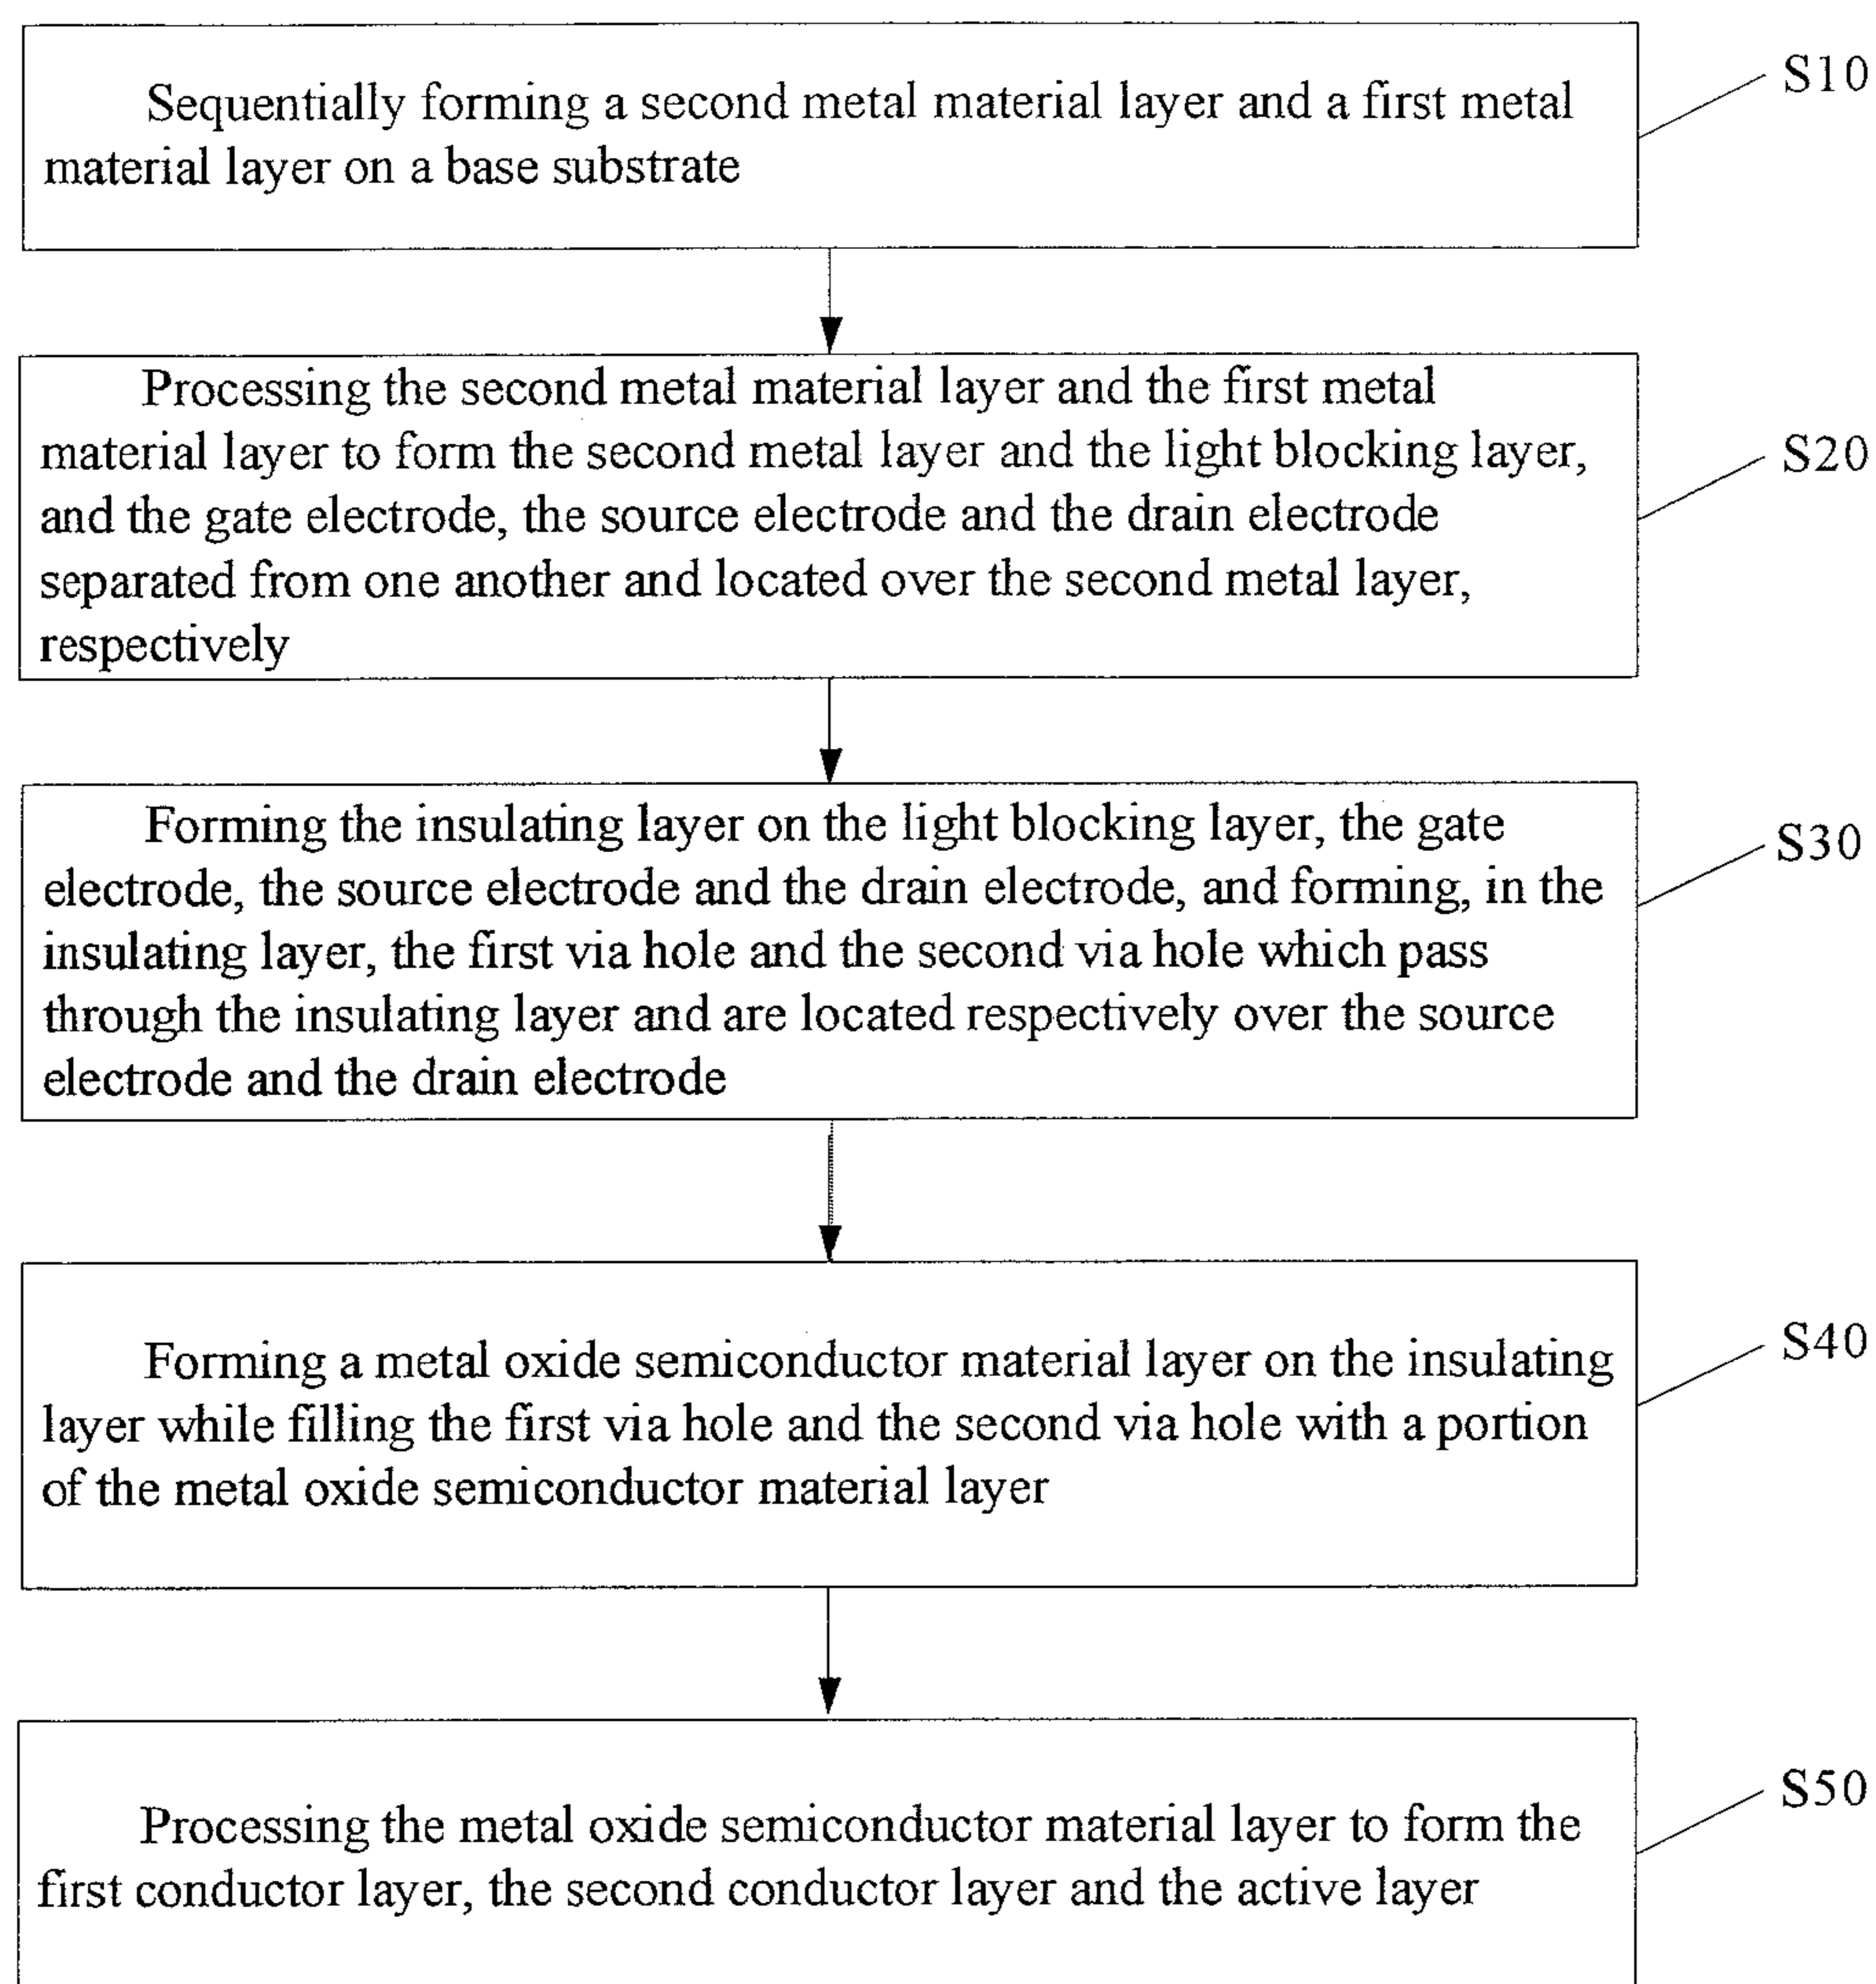 Sequentially forming a second metal material layer and a first metal
material layer on a base substrate
S10
Processing the second metal material layer and the first metal
material layer to form the second metal layer and the light blocking layer,
and the gate electrode, the source electrode and the drain electrode
separated from one another and located over the second metal layer,
respectively
S20
Forming the insulating layer on the light blocking layer, the gate
electrode, the source electrode and the drain electrode, and forming, in the
insulating layer, the first via hole and the second via hole which pass
through the insulating layer and are located respectively over the source
electrode and the drain electrode
S30
Forming a metal oxide semiconductor material layer on the insulating
layer while filling the first via hole and the second via hole with a portion
of the metal oxide semiconductor material layer
S40
Processing the metal oxide semiconductor material layer to form the
first conductor layer, the second conductor layer and the active layer
S50